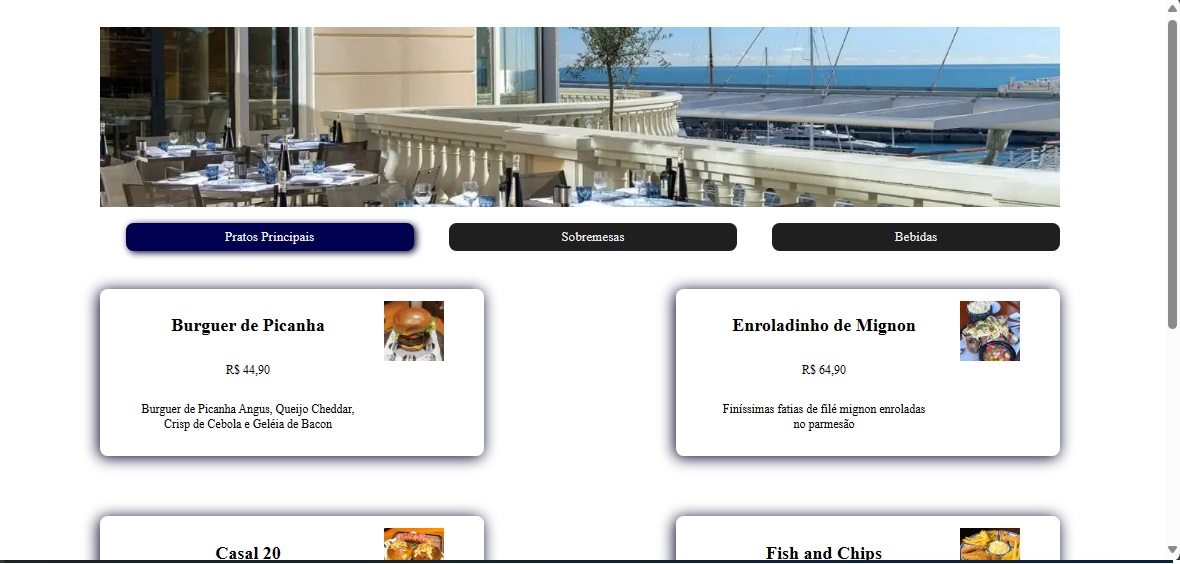 Pratos Principais
Sobremesas
Bebidas
Burguer de Picanha
R$ 44,90
Burguer de Picanha Angus, Queijo Cheddar,
Crisp de Cebola e Geléia de Bacon
Enroladinho de Mignon
R$ 64,90
Finíssimas fatias de filé mignon enroladas
no parmesão
Casal 20
Fish and Chips